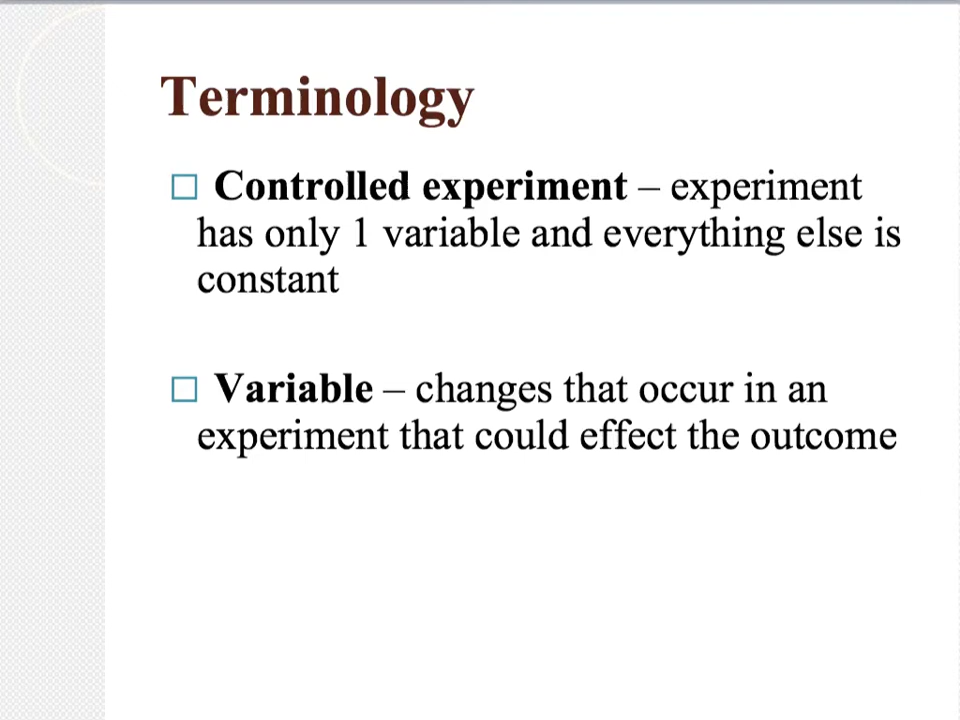 Terminology
Controlled experiment – experiment
has only 1 variable and everything else is
constant
Variable – changes that occur in an
experiment that could effect the outcome